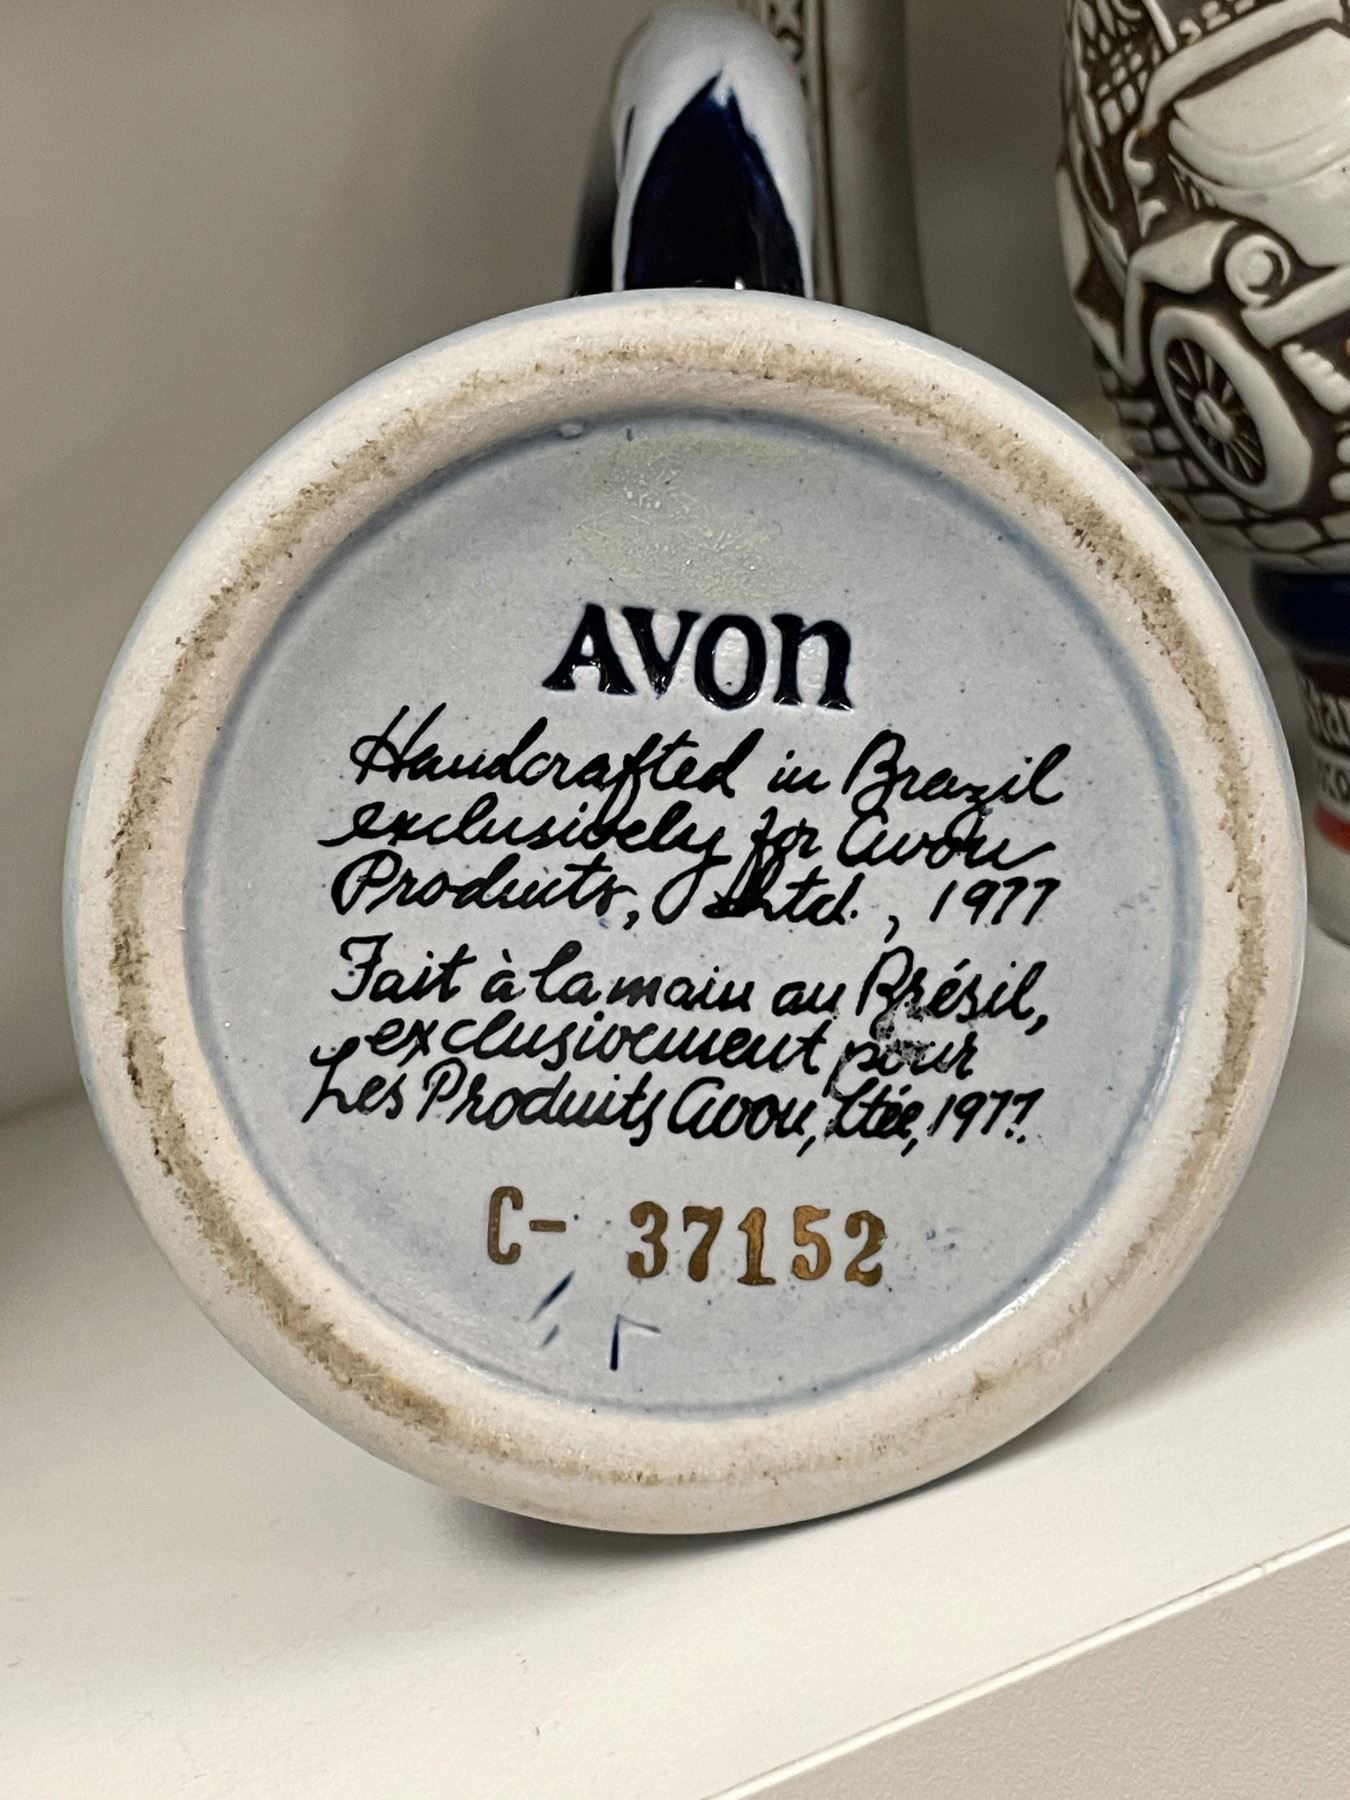 AVON
Handcrafted in Brazil
exclusively for Avon
Products, Ltd., 1977
Fait à la main au Brésil,
exclusivement pour
Les Produits Avon, Ltée, 1977.
C- 37152